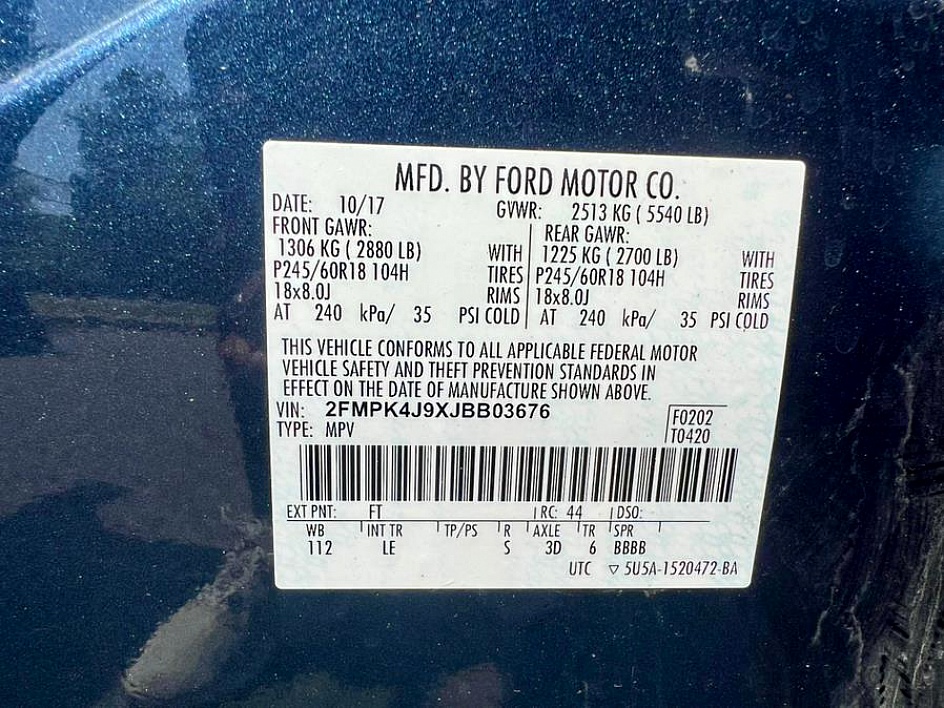 MFD. BY FORD MOTOR CO.
DATE: 10/17 GVWR: 2513 KG ( 5540 LB)
FRONT GAWR: REAR GAWR:
1306 KG ( 2880 LB) WITH 1225 KG ( 2700 LB) WITH
P245/60R18 104H TIRES P245/60R18 104H TIRES
18x8.0J RIMS 18x8.0J RIMS
AT 240 kPa/ 35 PSI COLD AT 240 kPa/ 35 PSI COLD
THIS VEHICLE CONFORMS TO ALL APPLICABLE FEDERAL MOTOR
VEHICLE SAFETY AND THEFT PREVENTION STANDARDS IN
EFFECT ON THE DATE OF MANUFACTURE SHOWN ABOVE.
VIN: 2FMPK4J9XJBB03676 F0202
TYPE: MPV T0420
EXT PNT: FT RC: 44 DSO:
WB INT TR TP/PS R AXLE TR SPR
112 LE S 3D 6 BBBB
UTC ▽ 5U5A-1520472-BA